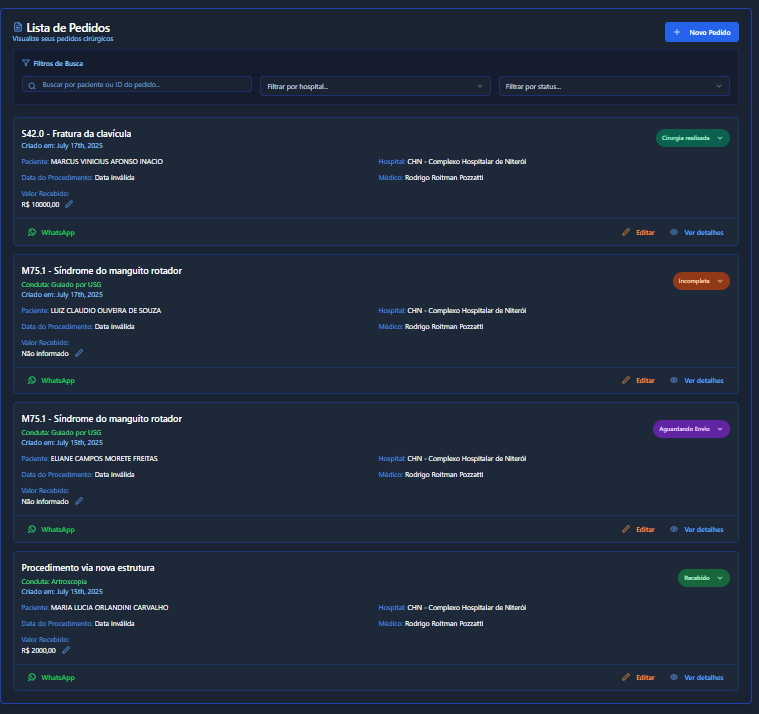 Lista de Pedidos
Visualize seus pedidos cirúrgicos
+ Novo Pedido
Filtros de Busca
Buscar por paciente ou ID do pedido...
Filtrar por hospital...
Filtrar por status...
S42.0 - Fratura da clavícula
Cirurgia realizada
Criado em: July 17th, 2025
Paciente: MARCUS VINICIUS AFONSO INACIO
Hospital: CHN - Complexo Hospitalar de Niterói
Data do Procedimento: Data inválida
Médico: Rodrigo Roitman Pozzatti
Valor Recebido:
R$ 10000,00
WhatsApp
Editar
Ver detalhes
M75.1 - Síndrome do manguito rotador
Incompleta
Conduta: Guiado por USG
Criado em: July 17th, 2025
Paciente: LUIZ CLAUDIO OLIVEIRA DE SOUZA
Hospital: CHN - Complexo Hospitalar de Niterói
Data do Procedimento: Data inválida
Médico: Rodrigo Roitman Pozzatti
Valor Recebido:
Não informado
WhatsApp
Editar
Ver detalhes
M75.1 - Síndrome do manguito rotador
Aguardando Envio
Conduta: Guiado por USG
Criado em: July 15th, 2025
Paciente: ELIANE CAMPOS MORETE FREITAS
Hospital: CHN - Complexo Hospitalar de Niterói
Data do Procedimento: Data inválida
Médico: Rodrigo Roitman Pozzatti
Valor Recebido:
Não informado
WhatsApp
Editar
Ver detalhes
Procedimento via nova estrutura
Recebido
Conduta: Artroscopia
Criado em: July 15th, 2025
Paciente: MARIA LUCIA ORLANDINI CARVALHO
Hospital: CHN - Complexo Hospitalar de Niterói
Data do Procedimento: Data inválida
Médico: Rodrigo Roitman Pozzatti
Valor Recebido:
R$ 2000,00
WhatsApp
Editar
Ver detalhes